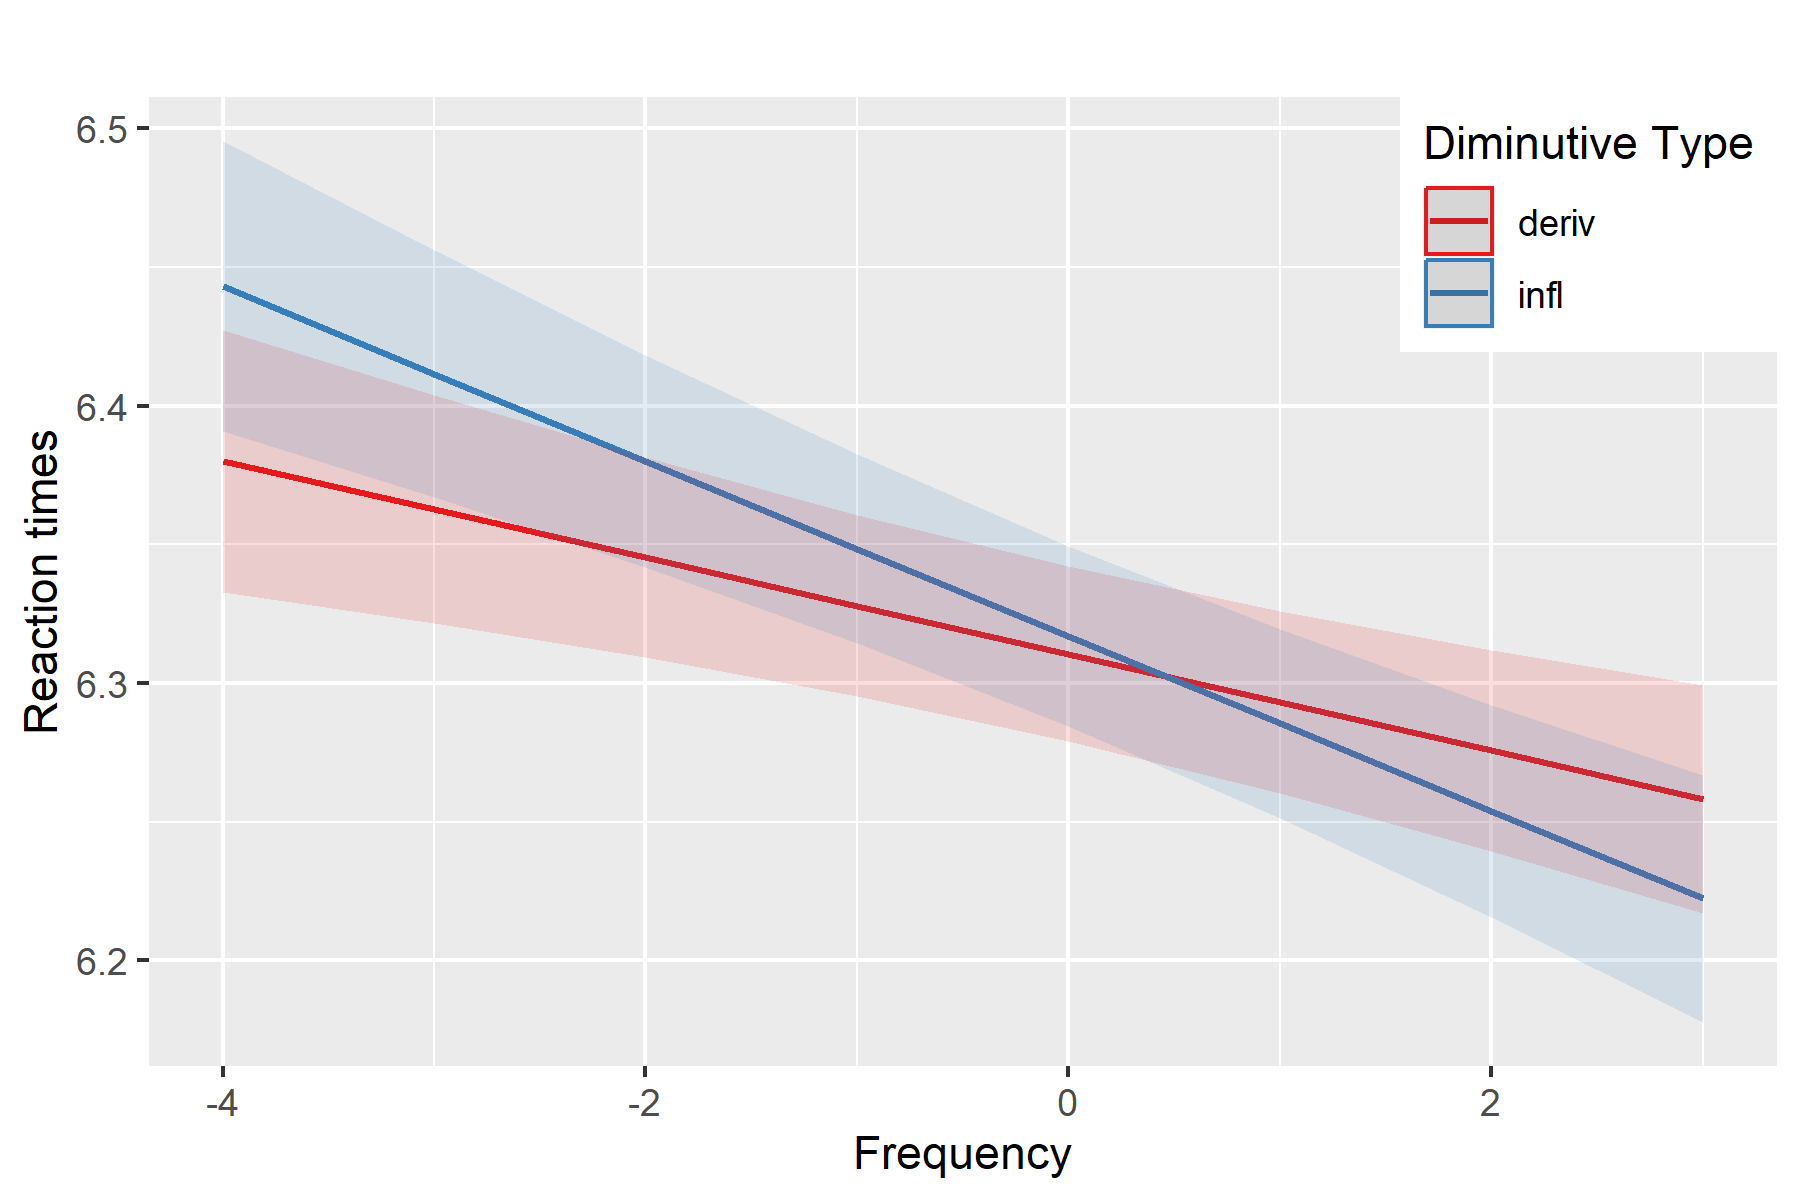 Diminutive Type
deriv
infl
6.5
6.4
6.3
6.2
Reaction times
-4
-2
0
2
Frequency